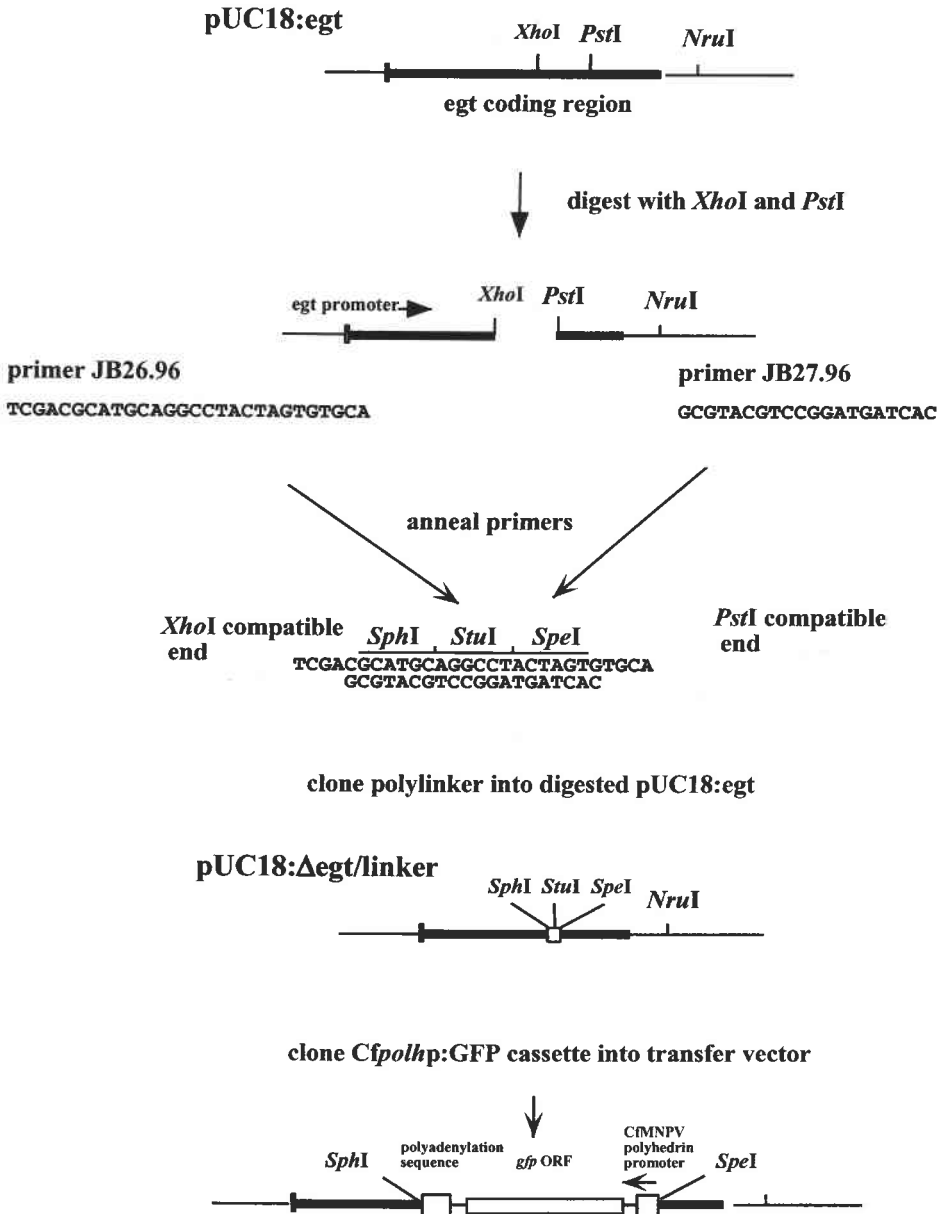 pUC18:egt
XhoI PstI NruI
egt coding region
digest with XhoI and PstI
egt promoter
XhoI PstI NruI
primer JB26.96
TCGACGCATGCAGGCCTACTAGTGTGCA
primer JB27.96
GCGTACGTCCGGATGATCAC
anneal primers
XhoI compatible
end
SphI StuI SpeI
PstI compatible
end
TCGACGCATGCAGGCCTACTAGTGTGCA
GCGTACGTCCGGATGATCAC
clone polylinker into digested pUC18:egt
pUC18:Δegt/linker
SphI StuI SpeI NruI
clone Cfpolhp:GFP cassette into transfer vector
SphI
polyadenylation
sequence
gfp ORF
CfMNPV
polyhedrin
promoter
SpeI